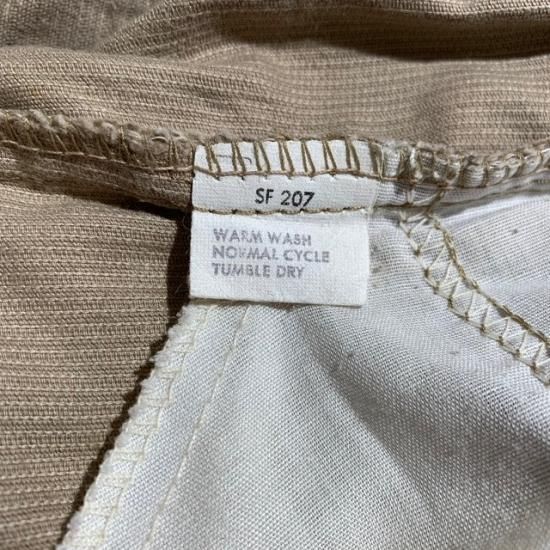 SF 207
WARM WASH
NORMAL CYCLE
TUMBLE DRY